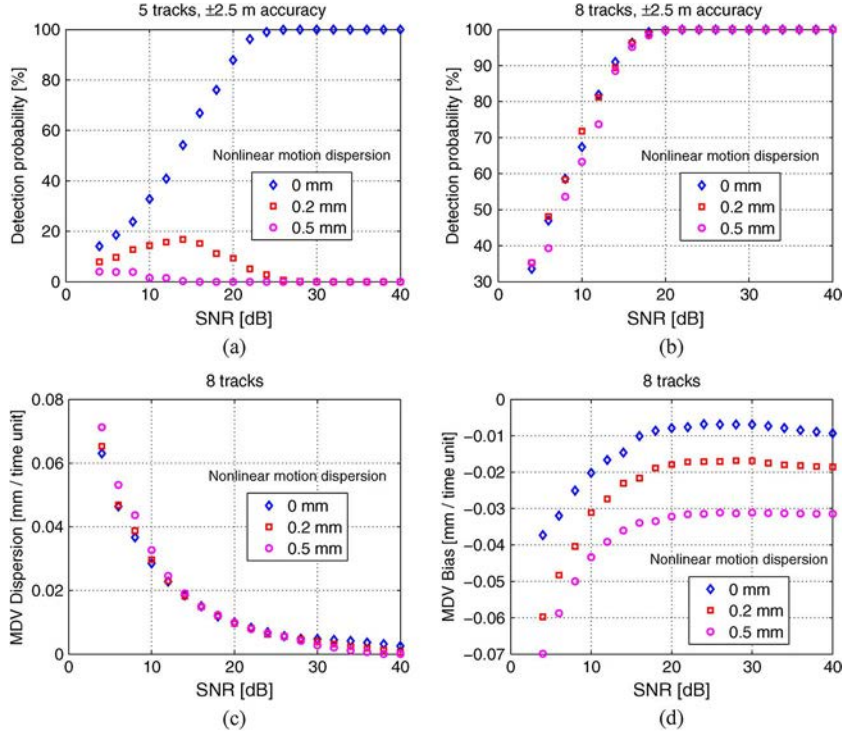 5 tracks, ±2.5 m accuracy
100
80
60
40
20
0
Detection probability [%]
Nonlinear motion dispersion
0 mm
0.2 mm
0.5 mm
0 10 20 30 40
SNR [dB]
(a)
8 tracks, ±2.5 m accuracy
100
90
80
70
60
50
40
30
Detection probability [%]
Nonlinear motion dispersion
0 mm
0.2 mm
0.5 mm
0 10 20 30 40
SNR [dB]
(b)
8 tracks
0.08
0.06
0.04
0.02
0
MDV Dispersion [mm / time unit]
Nonlinear motion dispersion
0 mm
0.2 mm
0.5 mm
0 10 20 30 40
SNR [dB]
(c)
8 tracks
0
−0.01
−0.02
−0.03
−0.04
−0.05
−0.06
−0.07
MDV Bias [mm / time unit]
Nonlinear motion dispersion
0 mm
0.2 mm
0.5 mm
0 10 20 30 40
SNR [dB]
(d)